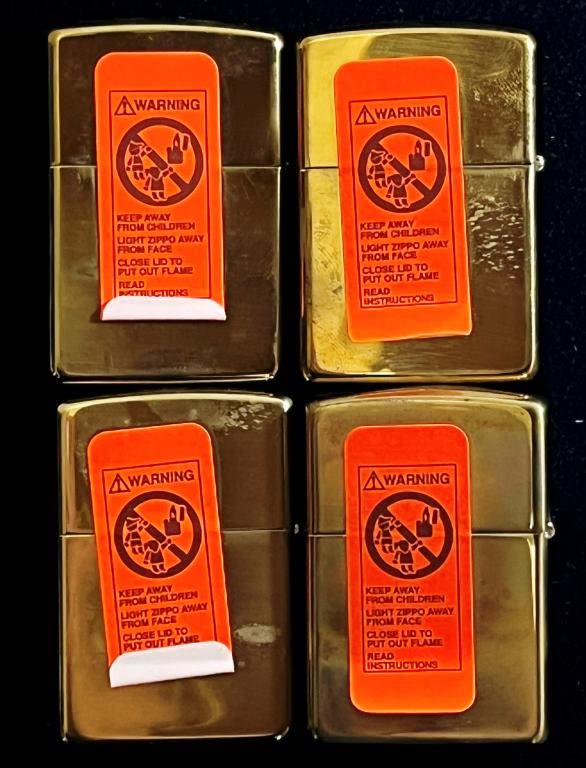 WARNING
KEEP AWAY
FROM CHILDREN
LIGHT ZIPPO AWAY
FROM FACE
CLOSE LID TO
PUT OUT FLAME
READ
INSTRUCTIONS
WARNING
KEEP AWAY
FROM CHILDREN
LIGHT ZIPPO AWAY
FROM FACE
CLOSE LID TO
PUT OUT FLAME
READ
INSTRUCTIONS
WARNING
KEEP AWAY
FROM CHILDREN
LIGHT ZIPPO AWAY
FROM FACE
CLOSE LID TO
PUT OUT FLAME
WARNING
KEEP AWAY
FROM CHILDREN
LIGHT ZIPPO AWAY
FROM FACE
CLOSE LID TO
PUT OUT FLAME
READ
INSTRUCTIONS